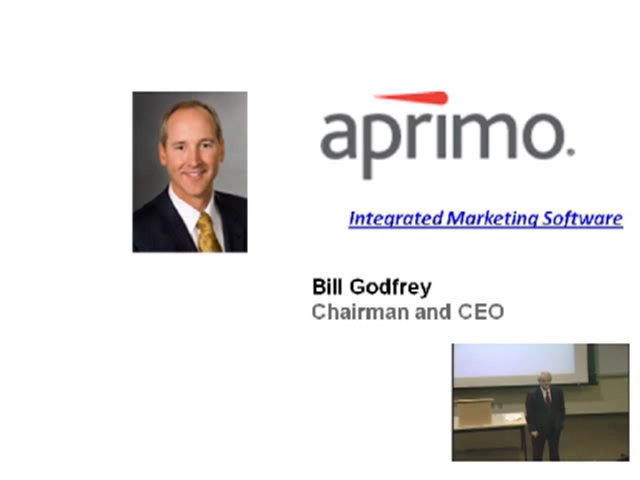 aprimo.
Integrated Marketing Software
Bill Godfrey
Chairman and CEO